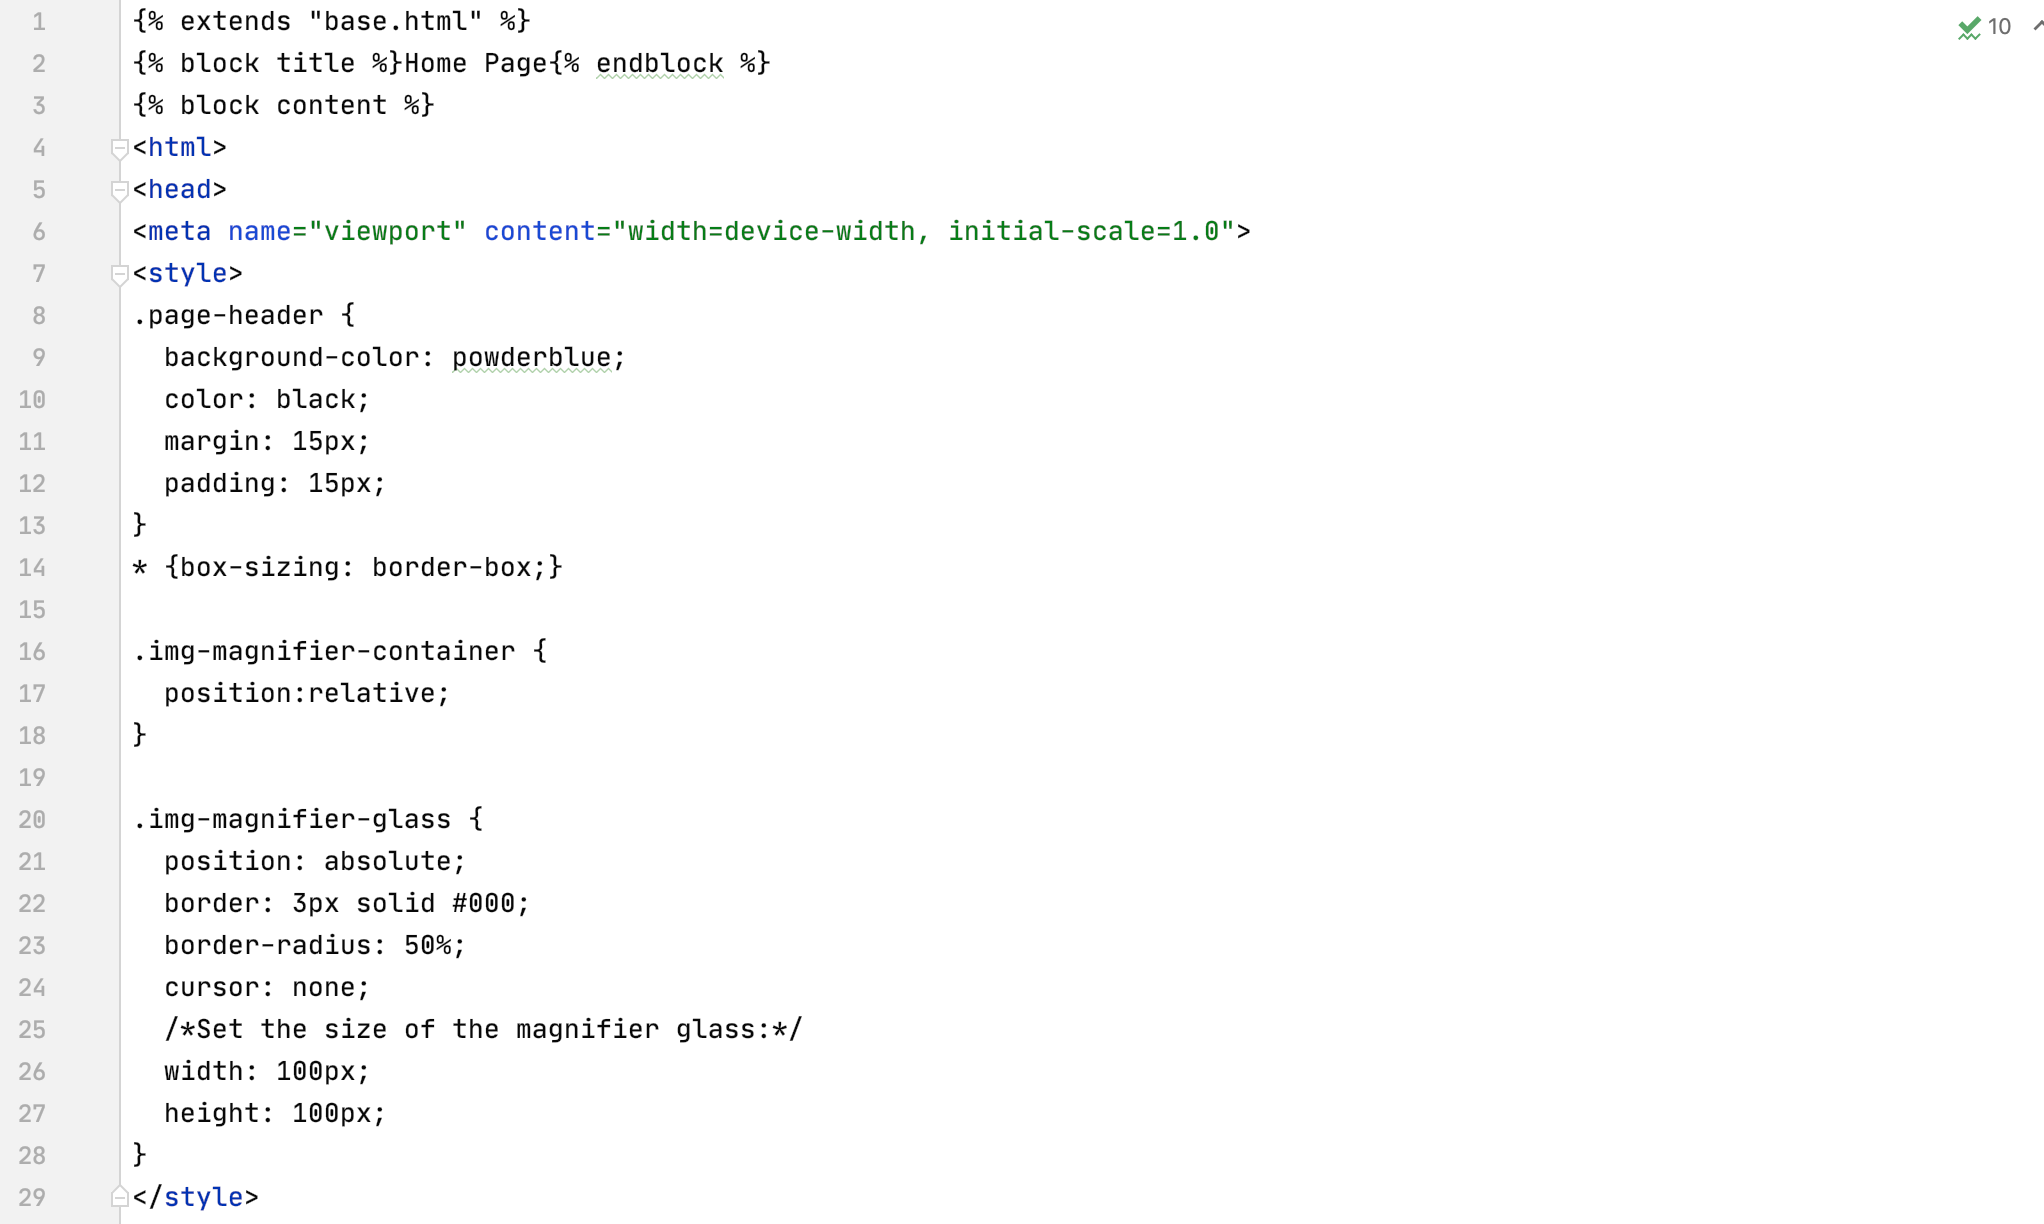 1 {% extends "base.html" %}
10
2 {% block title %}Home Page{% endblock %}
3 {% block content %}
4 <html>
5 <head>
6 <meta name="viewport" content="width=device-width, initial-scale=1.0">
7 <style>
8 .page-header {
9   background-color: powderblue;
10   color: black;
11   margin: 15px;
12   padding: 15px;
13 }
14 * {box-sizing: border-box;}
15
16 .img-magnifier-container {
17   position:relative;
18 }
19
20 .img-magnifier-glass {
21   position: absolute;
22   border: 3px solid #000;
23   border-radius: 50%;
24   cursor: none;
25   /*Set the size of the magnifier glass:*/
26   width: 100px;
27   height: 100px;
28 }
29 </style>